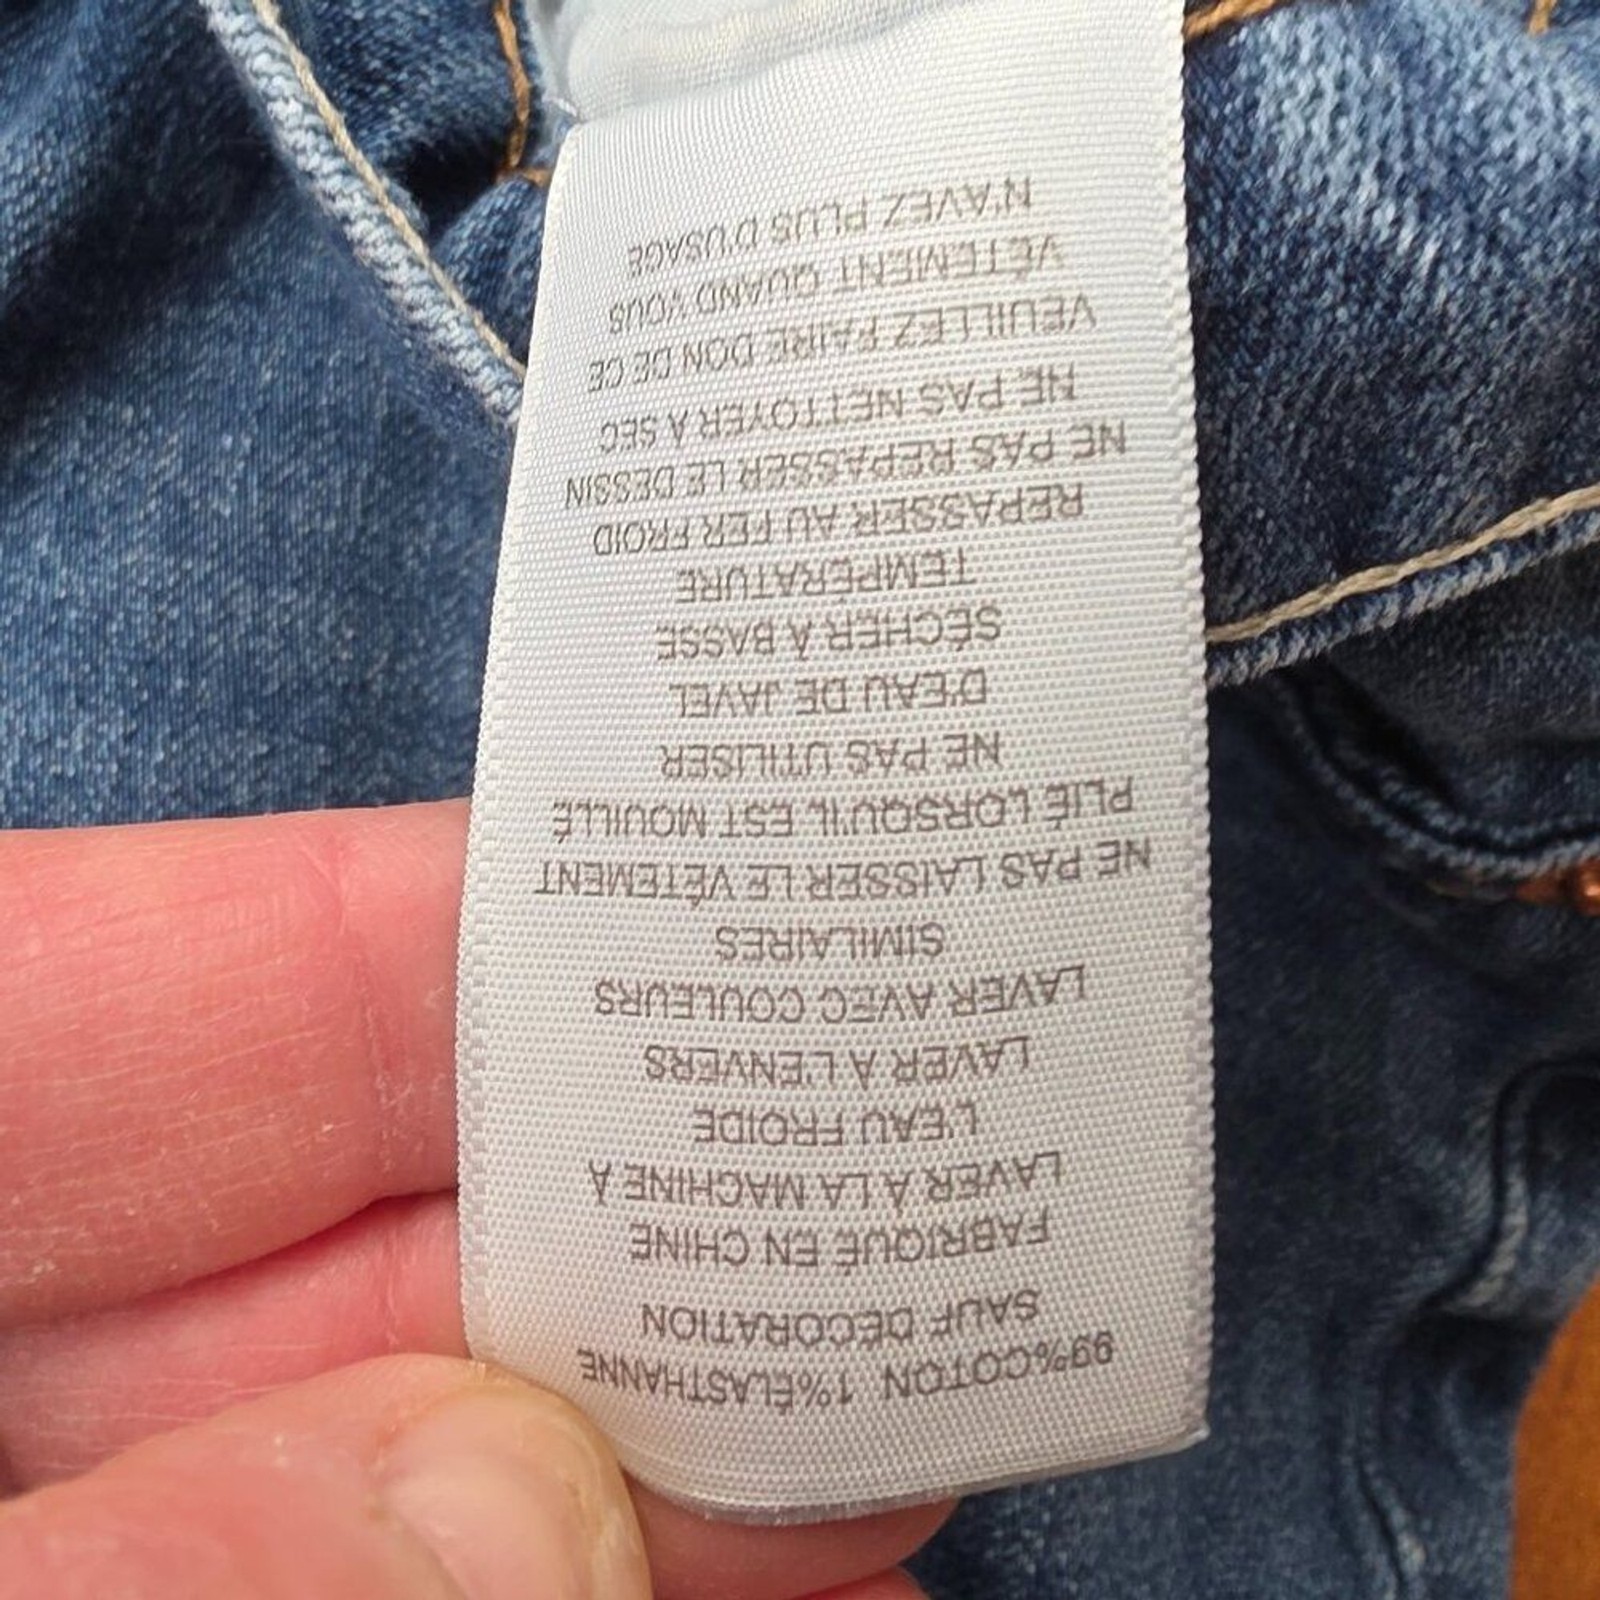 99%COTON 1%ÉLASTHANNE
SAUF DÉCORATION
FABRIQUÉ EN CHINE
LAVER À LA MACHINE À
L'EAU FROIDE
LAVER A L'ENVERS
LAVER AVEC COULEURS
SIMILAIRES
NE PAS LAISSER LE VÊTEMENT
PLIÉ LORSQU'IL EST MOUILLÉ
NE PAS UTILISER
D'EAU DE JAVEL
SÉCHER À BASSE
TEMPÉRATURE
REPASSER AU FER FROID
NE PAS REPASSER LE DESSIN
NE PAS NETTOYER A SEC
VEUILLEZ FAIRE DON DE CE
VÊTEMENT QUAND VOUS
N'AVEZ PLUS D'USAGE